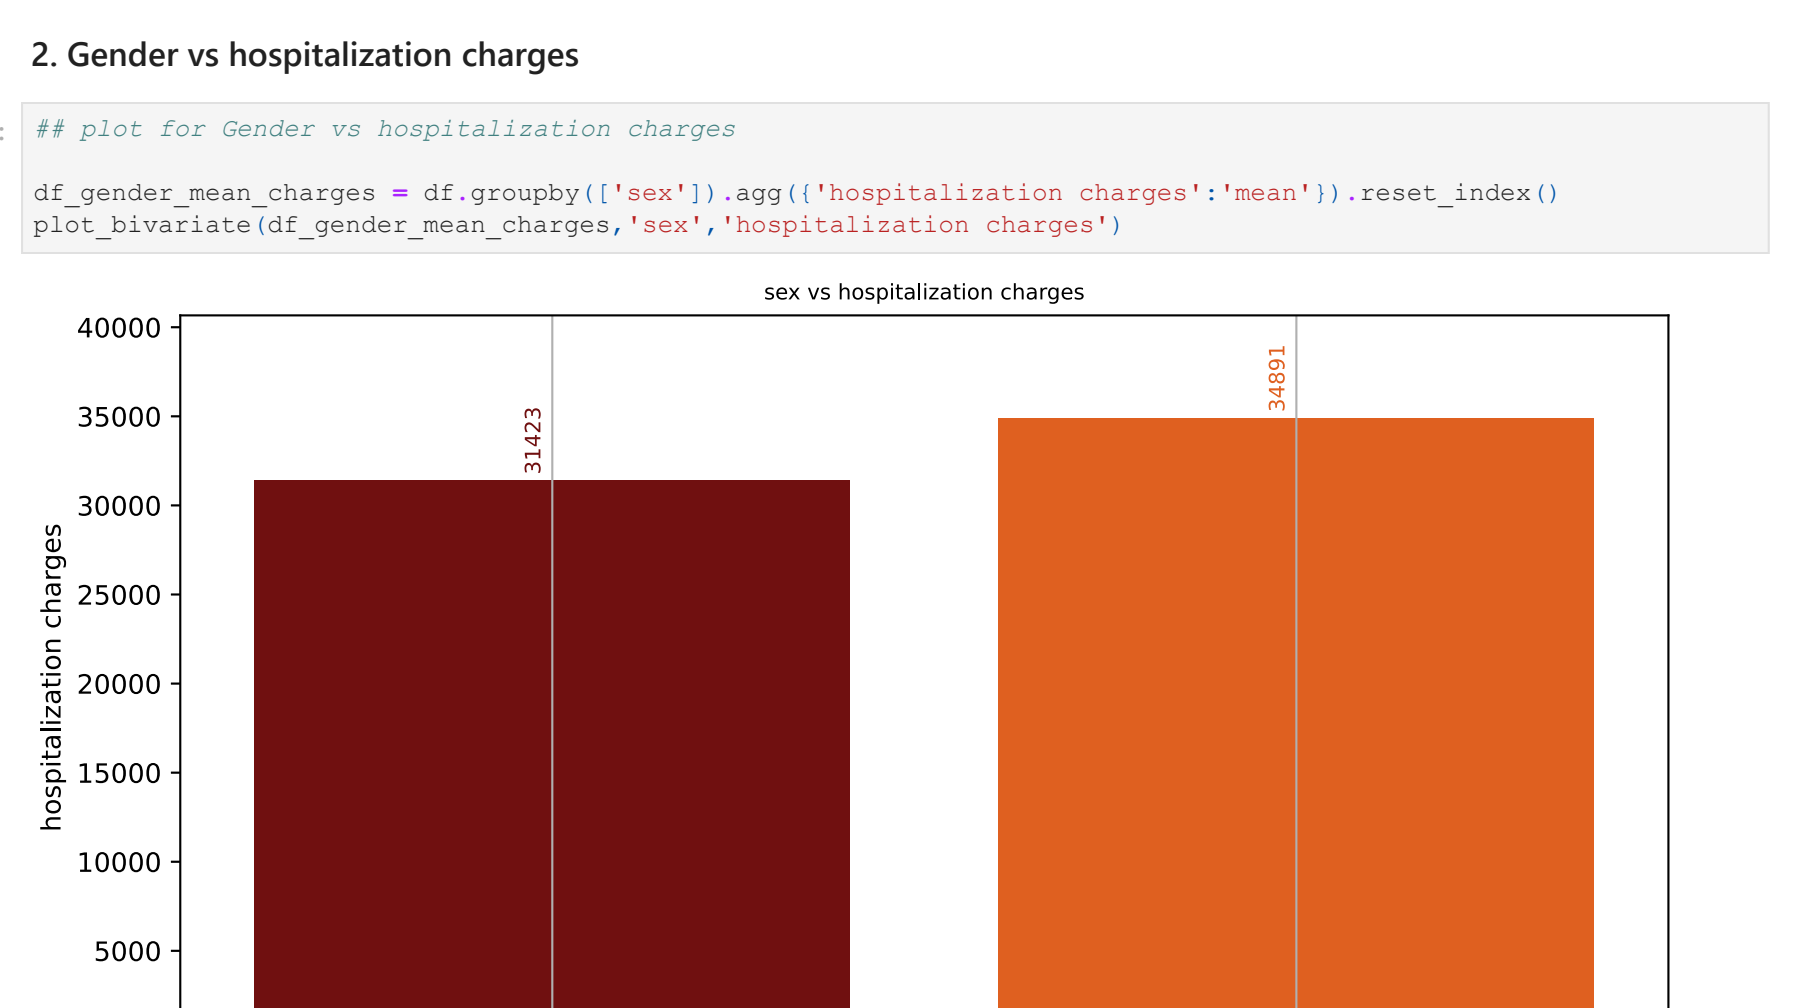 2. Gender vs hospitalization charges
## plot for Gender vs hospitalization charges
df_gender_mean_charges = df.groupby(['sex']).agg({'hospitalization charges':'mean'}).reset_index()
plot_bivariate(df_gender_mean_charges,'sex','hospitalization charges')
sex vs hospitalization charges
40000
35000
30000
25000
20000
15000
10000
5000
hospitalization charges
31423
34891